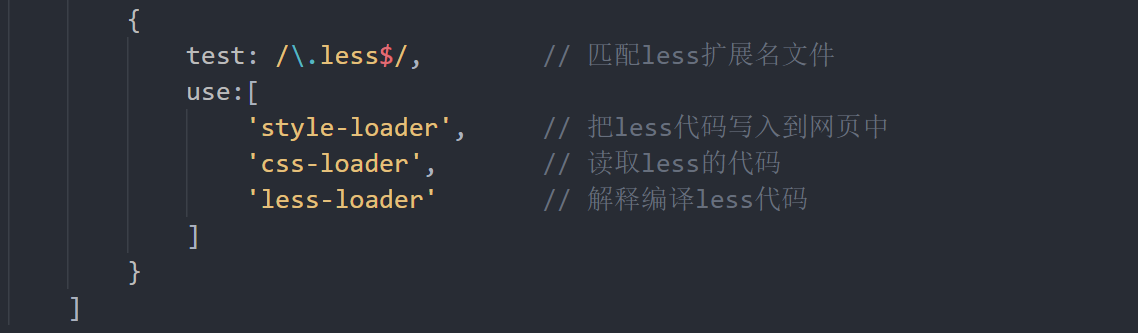 {
test: /\.less$/, // 匹配less扩展名文件
use:[
'style-loader', // 把less代码写入到网页中
'css-loader', // 读取less的代码
'less-loader' // 解释编译less代码
]
}
]